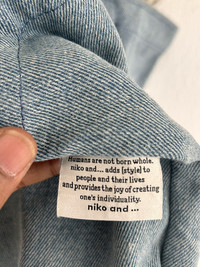 Humans are not born whole.
niko and... adds [style] to
people and their lives
and provides the joy of creating
one's individuality.
niko and ...